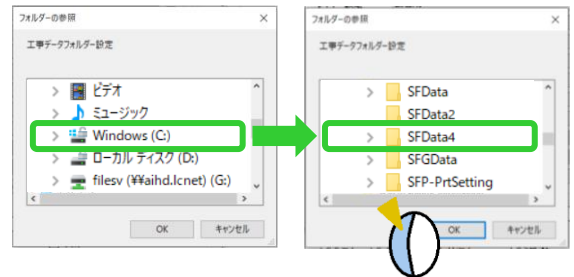 フォルダーの参照
工事データフォルダー設定
ビデオ
ミュージック
Windows (C:)
ローカル ディスク (D:)
filesv (¥¥aihd.lcnet) (G:)
OK
キャンセル
フォルダーの参照
工事データフォルダー設定
SFData
SFData2
SFData4
SFGData
SFP-PrtSetting
OK
キャンセル